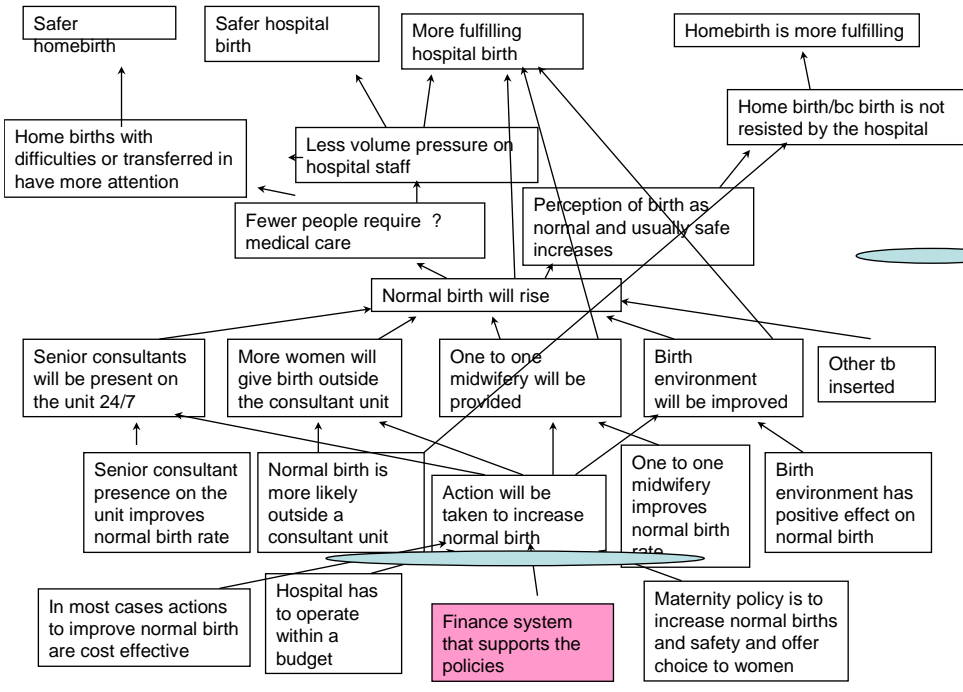 Safer
homebirth
Safer hospital
birth
More fulfilling
hospital birth
Homebirth is more fulfilling
Home births with
difficulties or transferred in
have more attention
Less volume pressure on
hospital staff
Home birth/bc birth is not
resisted by the hospital
Fewer people require ?
medical care
Perception of birth as
normal and usually safe
increases
Normal birth will rise
Senior consultants
will be present on
the unit 24/7
More women will
give birth outside
the consultant unit
One to one
midwifery will be
provided
Birth
environment
will be improved
Other tb
inserted
Senior consultant
presence on the
unit improves
normal birth rate
Normal birth is
more likely
outside a
consultant unit
Action will be
taken to increase
normal birth
One to one
midwifery
improves
normal birth
rate
Birth
environment has
positive effect on
normal birth
In most cases actions
to improve normal birth
are cost effective
Hospital has
to operate
within a
budget
Finance system
that supports the
policies
Maternity policy is to
increase normal births
and safety and offer
choice to women